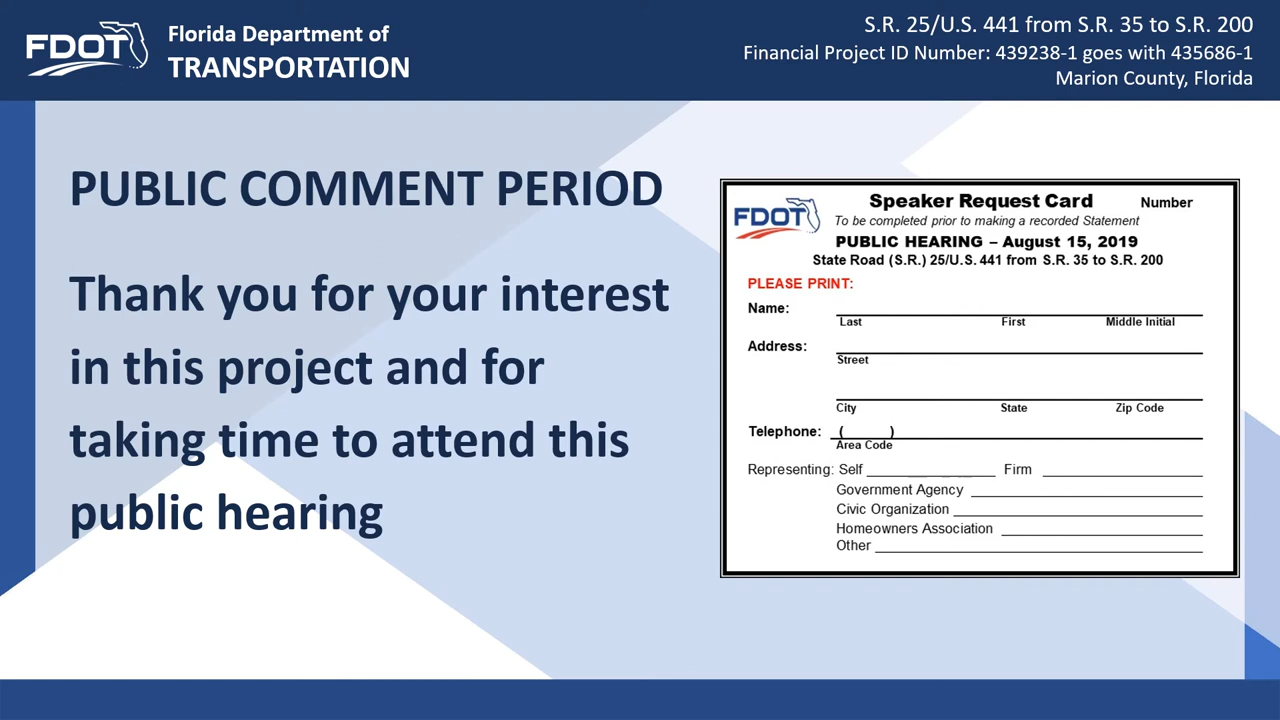 FDOT
Florida Department of
TRANSPORTATION
S.R. 25/U.S. 441 from S.R. 35 to S.R. 200
Financial Project ID Number: 439238-1 goes with 435686-1
Marion County, Florida
PUBLIC COMMENT PERIOD
Thank you for your interest
in this project and for
taking time to attend this
public hearing
FDOT
Speaker Request Card Number
To be completed prior to making a recorded Statement
PUBLIC HEARING – August 15, 2019
State Road (S.R.) 25/U.S. 441 from S.R. 35 to S.R. 200
PLEASE PRINT:
Name:
Last First Middle Initial
Address:
Street
City State Zip Code
Telephone: ( )
Area Code
Representing: Self Firm
Government Agency
Civic Organization
Homeowners Association
Other